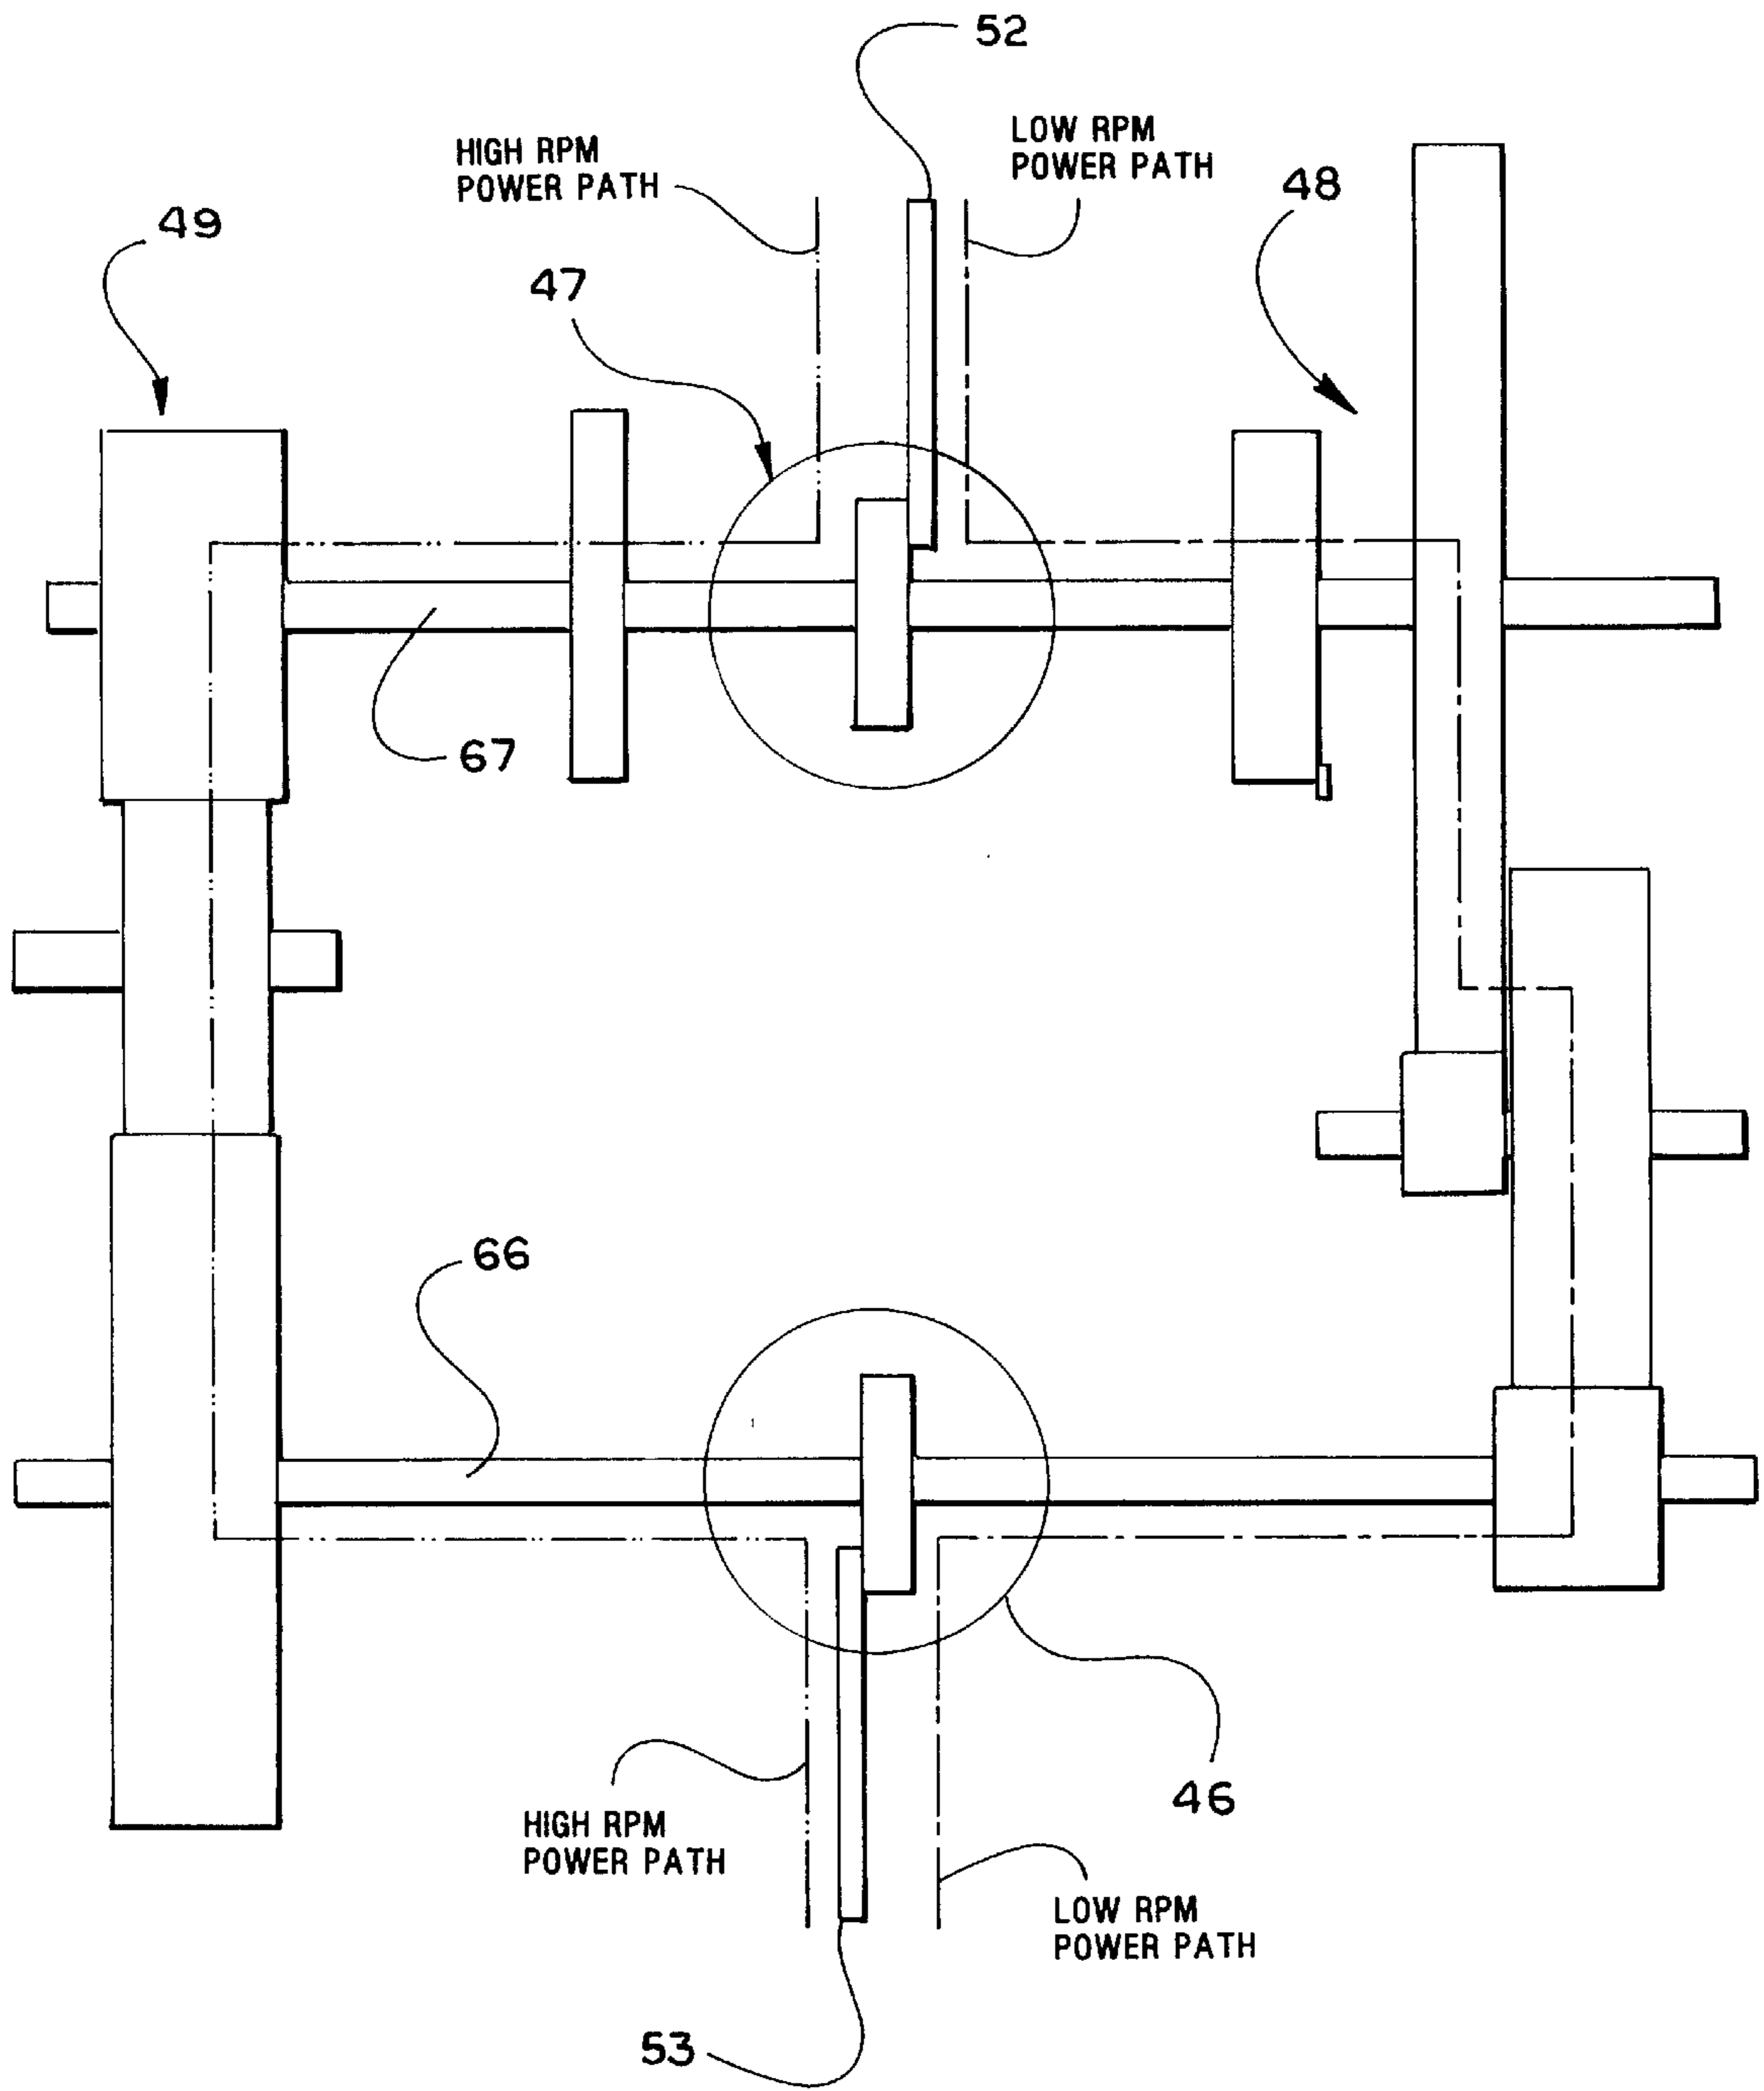 52
HIGH RPM
POWER PATH
LOW RPM
POWER PATH
48
49
47
67
66
46
HIGH RPM
POWER PATH
LOW RPM
POWER PATH
53